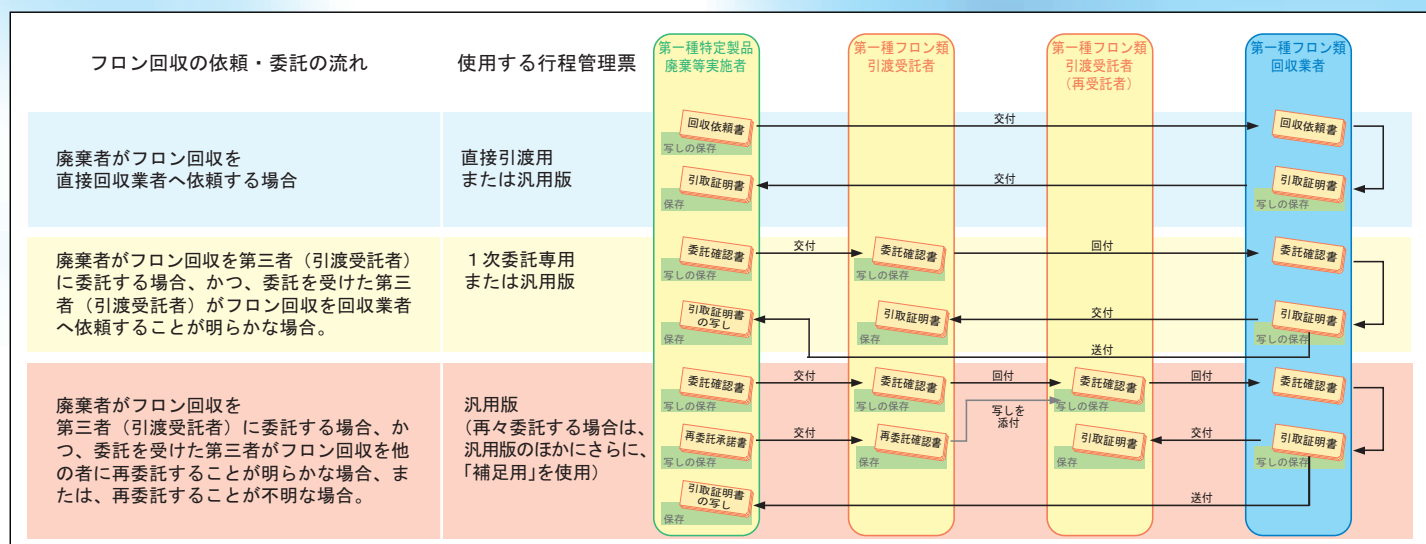 フロン回収の依頼・委託の流れ
使用する行程管理票
第一種特定製品
廃棄等実施者
第一種フロン類
引渡受託者
第一種フロン類
引渡受託者
（再受託者）
第一種フロン類
回収業者
廃棄者がフロン回収を
直接回収業者へ依頼する場合
直接引渡用
または汎用版
回収依頼書
写しの保存
交付
回収依頼書
引取証明書
保存
交付
引取証明書
写しの保存
廃棄者がフロン回収を第三者（引渡受託者）
に委託する場合、かつ、委託を受けた第三
者（引渡受託者）がフロン回収を回収業者
へ依頼することが明らかな場合。
１次委託専用
または汎用版
委託確認書
写しの保存
交付
委託確認書
写しの保存
回付
委託確認書
引取証明書
の写し
保存
引取証明書
保存
交付
引取証明書
写しの保存
送付
廃棄者がフロン回収を
第三者（引渡受託者）に委託する場合、か
つ、委託を受けた第三者がフロン回収を他
の者に再委託することが明らかな場合、ま
たは、再委託することが不明な場合。
汎用版
（再々委託する場合は、
汎用版のほかにさらに、
「補足用」を使用）
委託確認書
写しの保存
交付
委託確認書
写しの保存
回付
委託確認書
写しの保存
回付
委託確認書
再委託承諾書
写しの保存
交付
再委託確認書
保存
写しを
添付
引取証明書
保存
交付
引取証明書
写しの保存
引取証明書
の写し
保存
送付